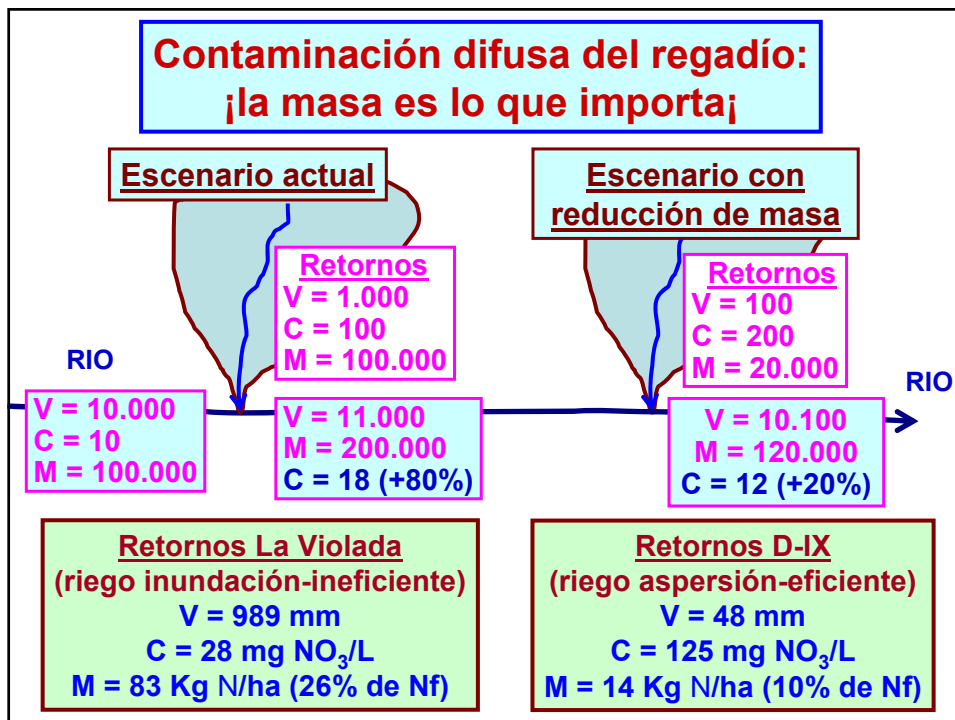 Contaminación difusa del regadío:
¡la masa es lo que importa¡
Escenario actual
Retornos
V = 1.000
C = 100
M = 100.000
Escenario con
reducción de masa
Retornos
V = 100
C = 200
M = 20.000
RIO
RIO
V = 10.000
C = 10
M = 100.000
V = 11.000
M = 200.000
C = 18 (+80%)
V = 10.100
M = 120.000
C = 12 (+20%)
Retornos La Violada
(riego inundación-ineficiente)
V = 989 mm
C = 28 mg NO₃/L
M = 83 Kg N/ha (26% de Nf)
Retornos D-IX
(riego aspersión-eficiente)
V = 48 mm
C = 125 mg NO₃/L
M = 14 Kg N/ha (10% de Nf)